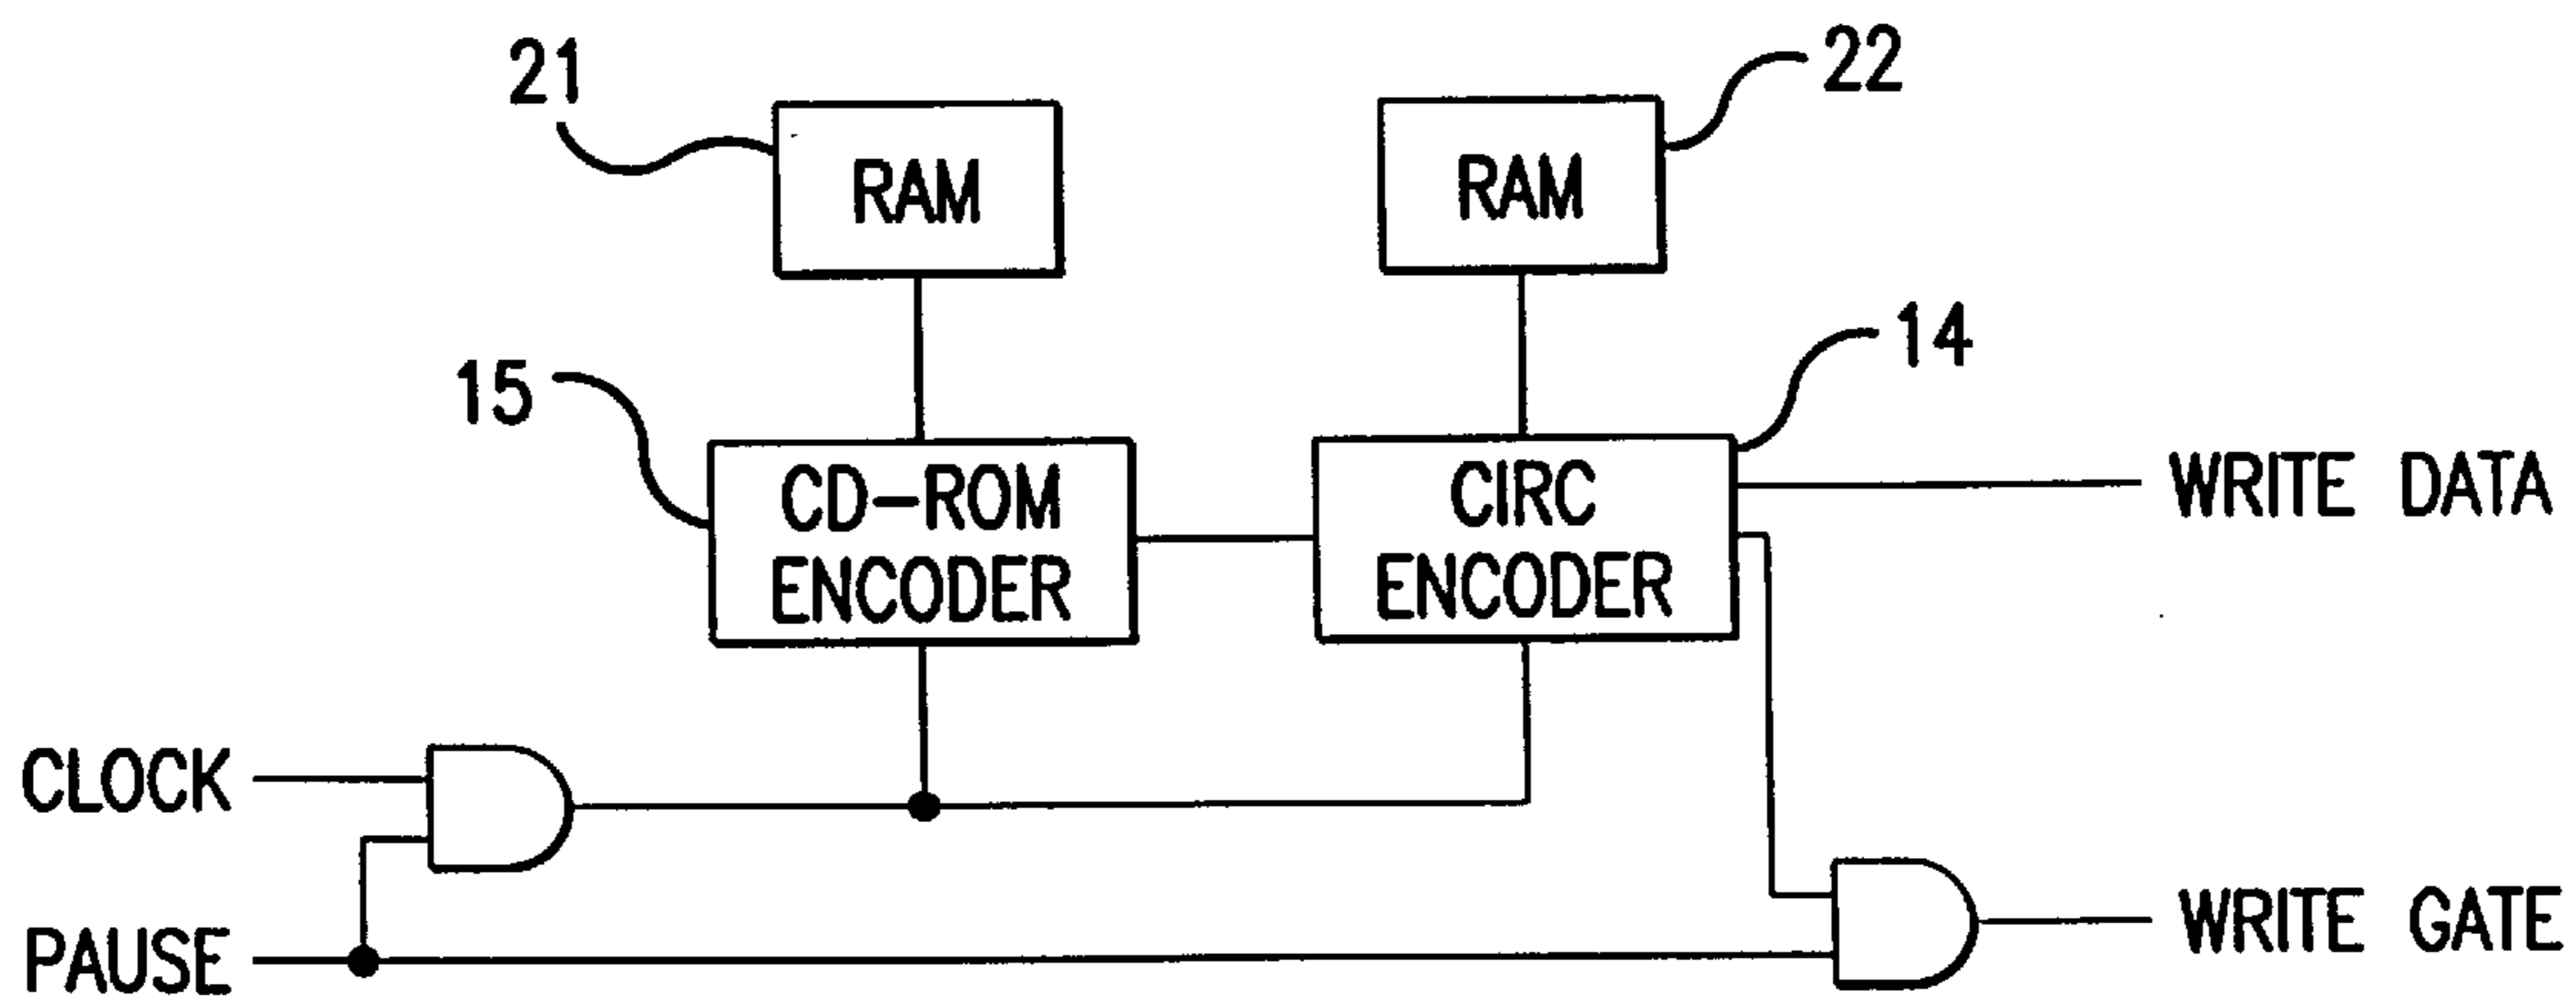 21
22
RAM
RAM
15
14
CD-ROM
ENCODER
CIRC
ENCODER
WRITE DATA
CLOCK
PAUSE
WRITE GATE